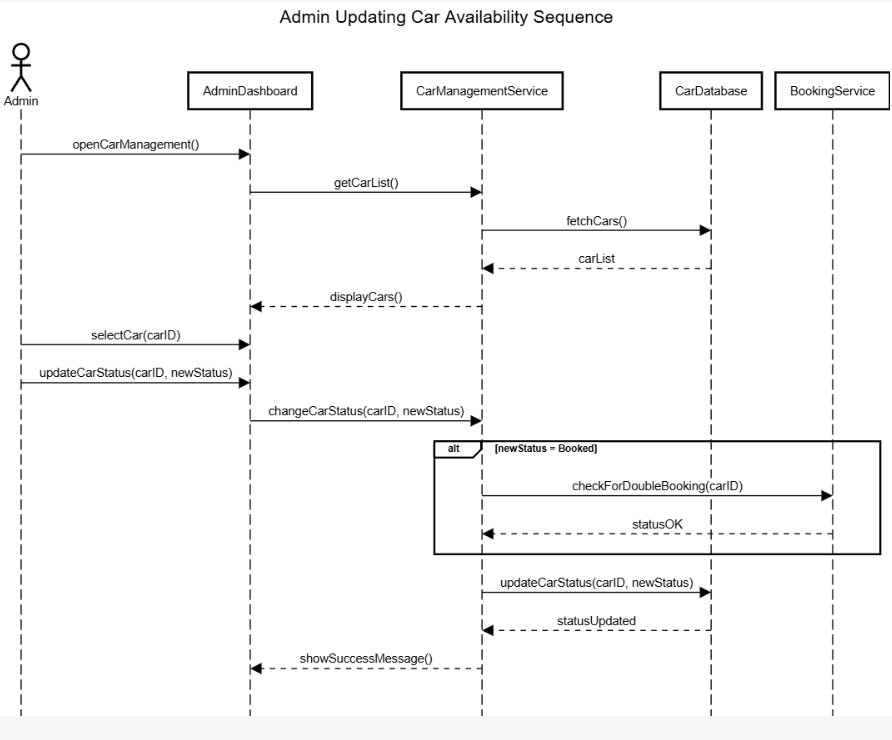 Admin Updating Car Availability Sequence
Admin
AdminDashboard
CarManagementService
CarDatabase
BookingService
openCarManagement()
getCarList()
fetchCars()
carList
displayCars()
selectCar(carID)
updateCarStatus(carID, newStatus)
changeCarStatus(carID, newStatus)
alt
[newStatus = Booked]
checkForDoubleBooking(carID)
statusOK
updateCarStatus(carID, newStatus)
statusUpdated
showSuccessMessage()